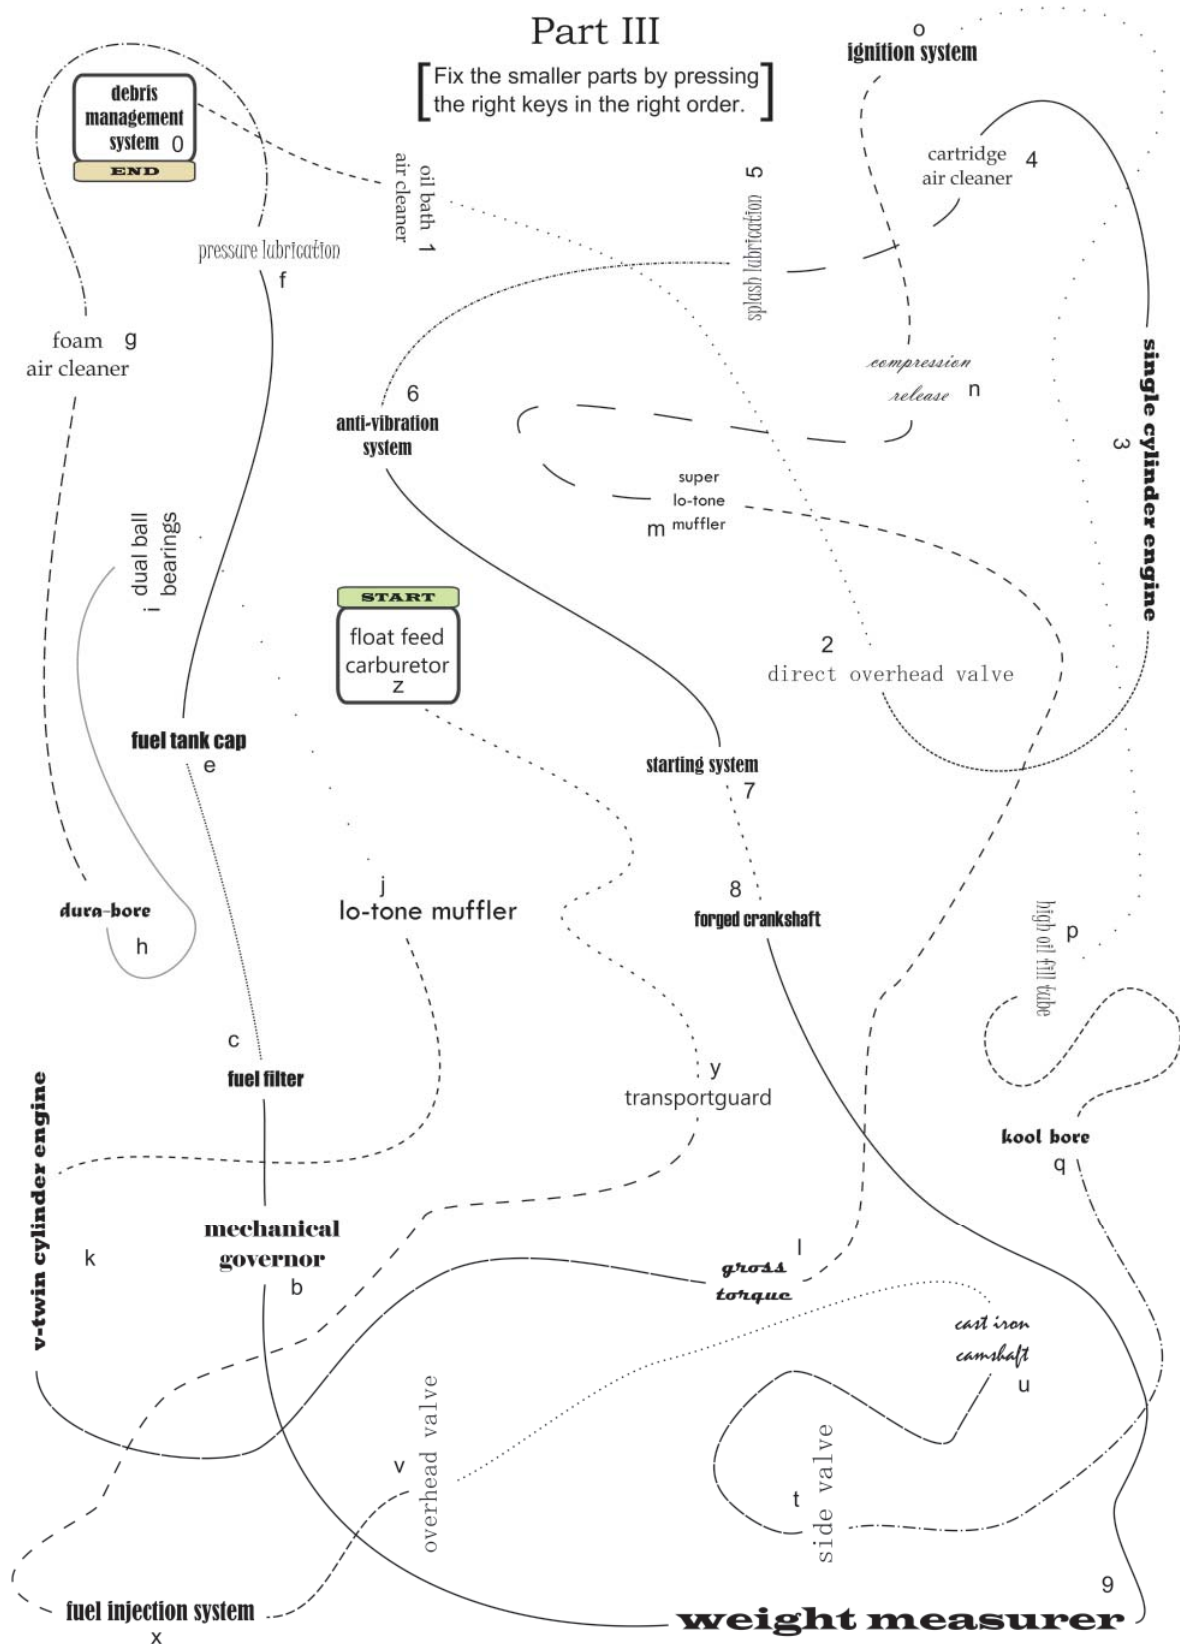 Part III
Fix the smaller parts by pressing
the right keys in the right order.
o
ignition system
debris
management
system 0
END
oil bath
air cleaner
1
5
splash lubrication
cartridge
air cleaner
4
pressure lubrication
f
foam
air cleaner
g
6
anti-vibration
system
compression
release
n
single cylinder engine
3
super
lo-tone
muffler
m
dual ball
bearings
i
START
float feed
carburetor
z
2
direct overhead valve
fuel tank cap
e
starting system
7
j
lo-tone muffler
8
forged crankshaft
dura-bore
h
high oil fill tube
p
c
fuel filter
y
transportguard
kool bore
q
v-twin cylinder engine
k
mechanical
governor
b
l
gross
torque
cast iron
camshaft
u
v
overhead valve
t
side valve
fuel injection system
x
9
weight measurer